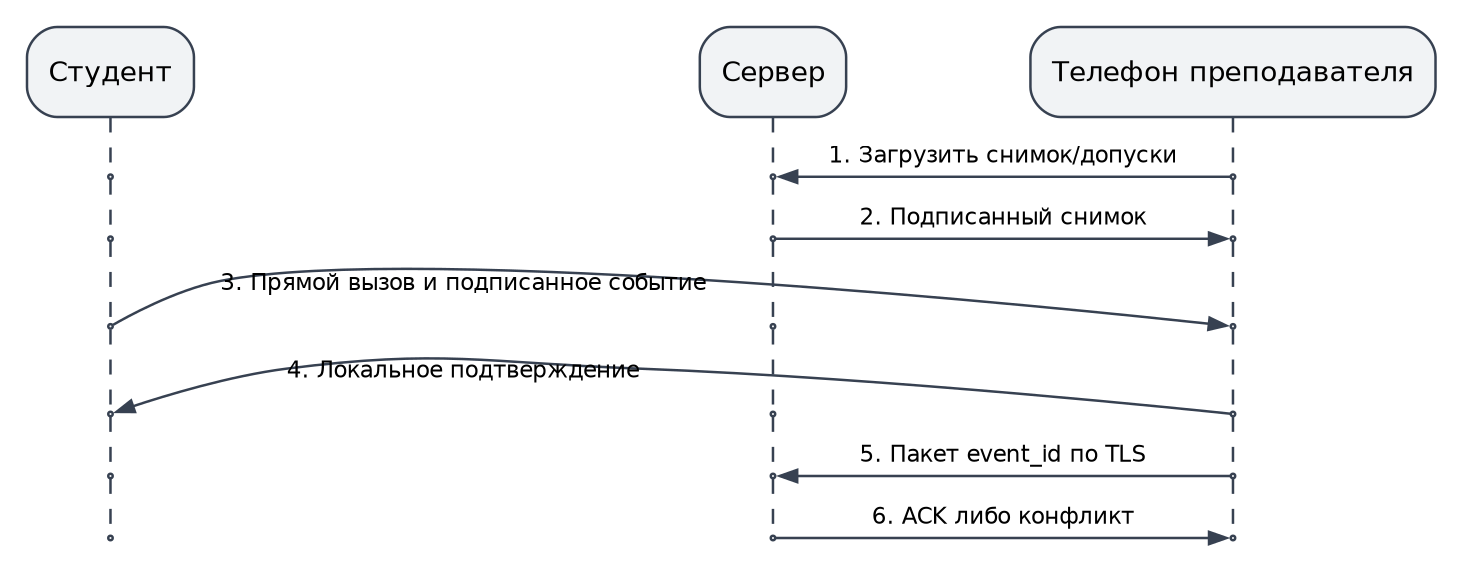 Студент
Сервер
Телефон преподавателя
1. Загрузить снимок/допуски
2. Подписанный снимок
3. Прямой вызов и подписанное событие
4. Локальное подтверждение
5. Пакет event_id по TLS
6. ACK либо конфликт